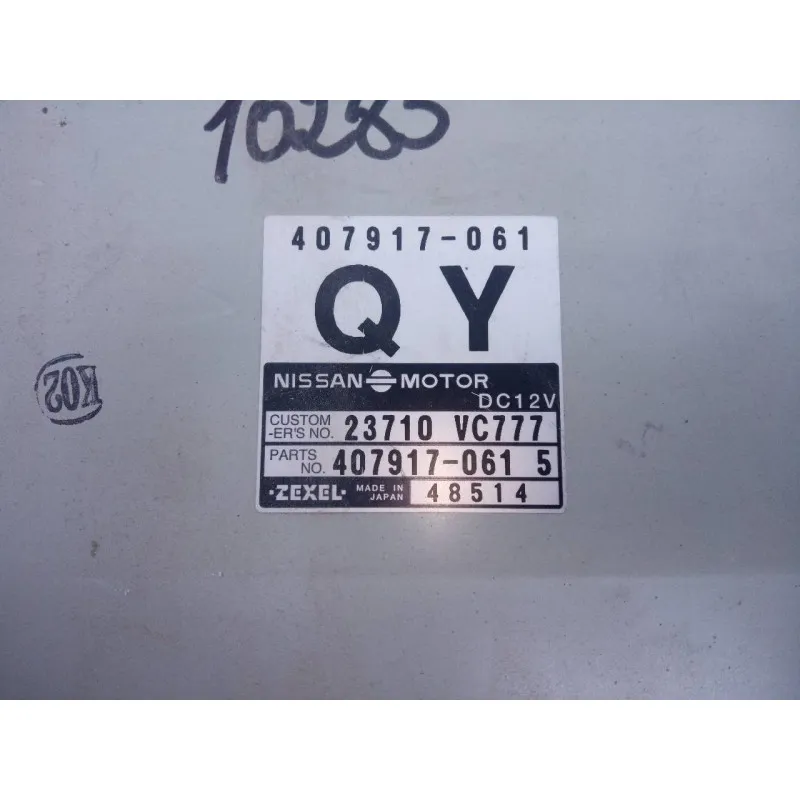 10285
407917-061
QY
NISSAN MOTOR
DC12V
CUSTOM
-ER'S NO. 23710 VC777
PARTS
NO. 407917-061 5
·ZEXEL· MADE IN JAPAN 48514
K02